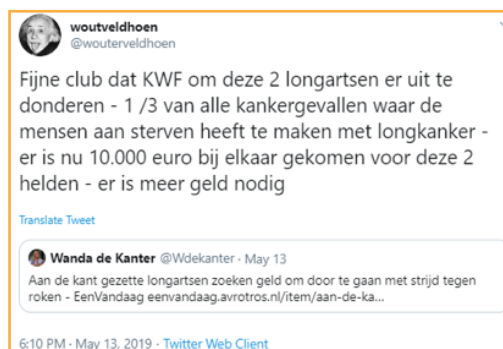 woutveldhoen
@wouterveldhoen
Fijne club dat KWF om deze 2 longartsen er uit te
donderen - 1 /3 van alle kankergevallen waar de
mensen aan sterven heeft te maken met longkanker -
er is nu 10.000 euro bij elkaar gekomen voor deze 2
helden - er is meer geld nodig
Translate Tweet
Wanda de Kanter @Wdekanter · May 13
Aan de kant gezette longartsen zoeken geld om door te gaan met strijd tegen
roken - EenVandaag eenvandaag.avrotros.nl/item/aan-de-ka...
6:10 PM · May 13, 2019 · Twitter Web Client